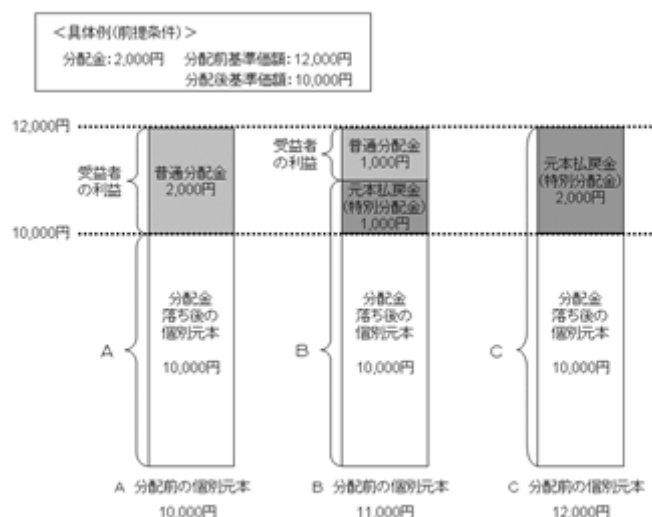 ＜具体例(前提条件)＞
分配金：2,000円　分配前基準価額：12,000円
分配後基準価額：10,000円
12,000円
10,000円
受益者
の利益
普通分配金
2,000円
A
分配金
落ち後の
個別元本
10,000円
A 分配前の個別元本
10,000円
受益者
の利益
普通分配金
1,000円
元本払戻金
(特別分配金)
1,000円
B
分配金
落ち後の
個別元本
10,000円
B 分配前の個別元本
11,000円
元本払戻金
(特別分配金)
2,000円
C
分配金
落ち後の
個別元本
10,000円
C 分配前の個別元本
12,000円